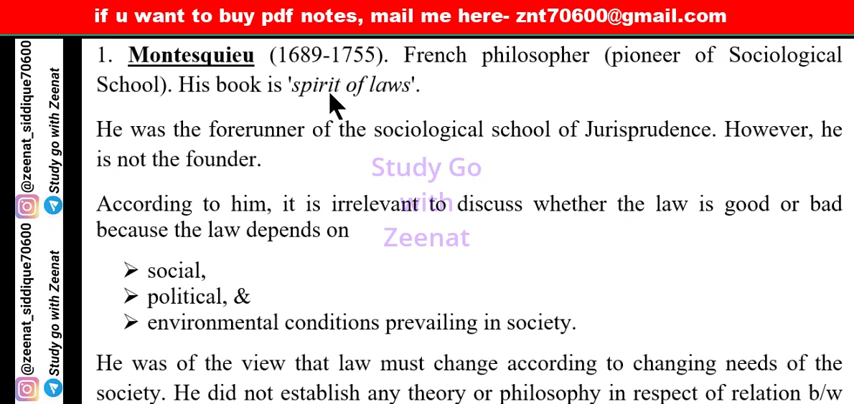 if u want to buy pdf notes, mail me here- znt70600@gmail.com
1. Montesquieu (1689-1755). French philosopher (pioneer of Sociological
School). His book is 'spirit of laws'.
He was the forerunner of the sociological school of Jurisprudence. However, he
is not the founder.
According to him, it is irrelevant to discuss whether the law is good or bad
because the law depends on
➢ social,
➢ political, &
➢ environmental conditions prevailing in society.
He was of the view that law must change according to changing needs of the
society. He did not establish any theory or philosophy in respect of relation b/w
Study Go
with
Zeenat
@zeenat_siddique70600
Study go with Zeenat
@zeenat_siddique70600
Study go with Zeenat